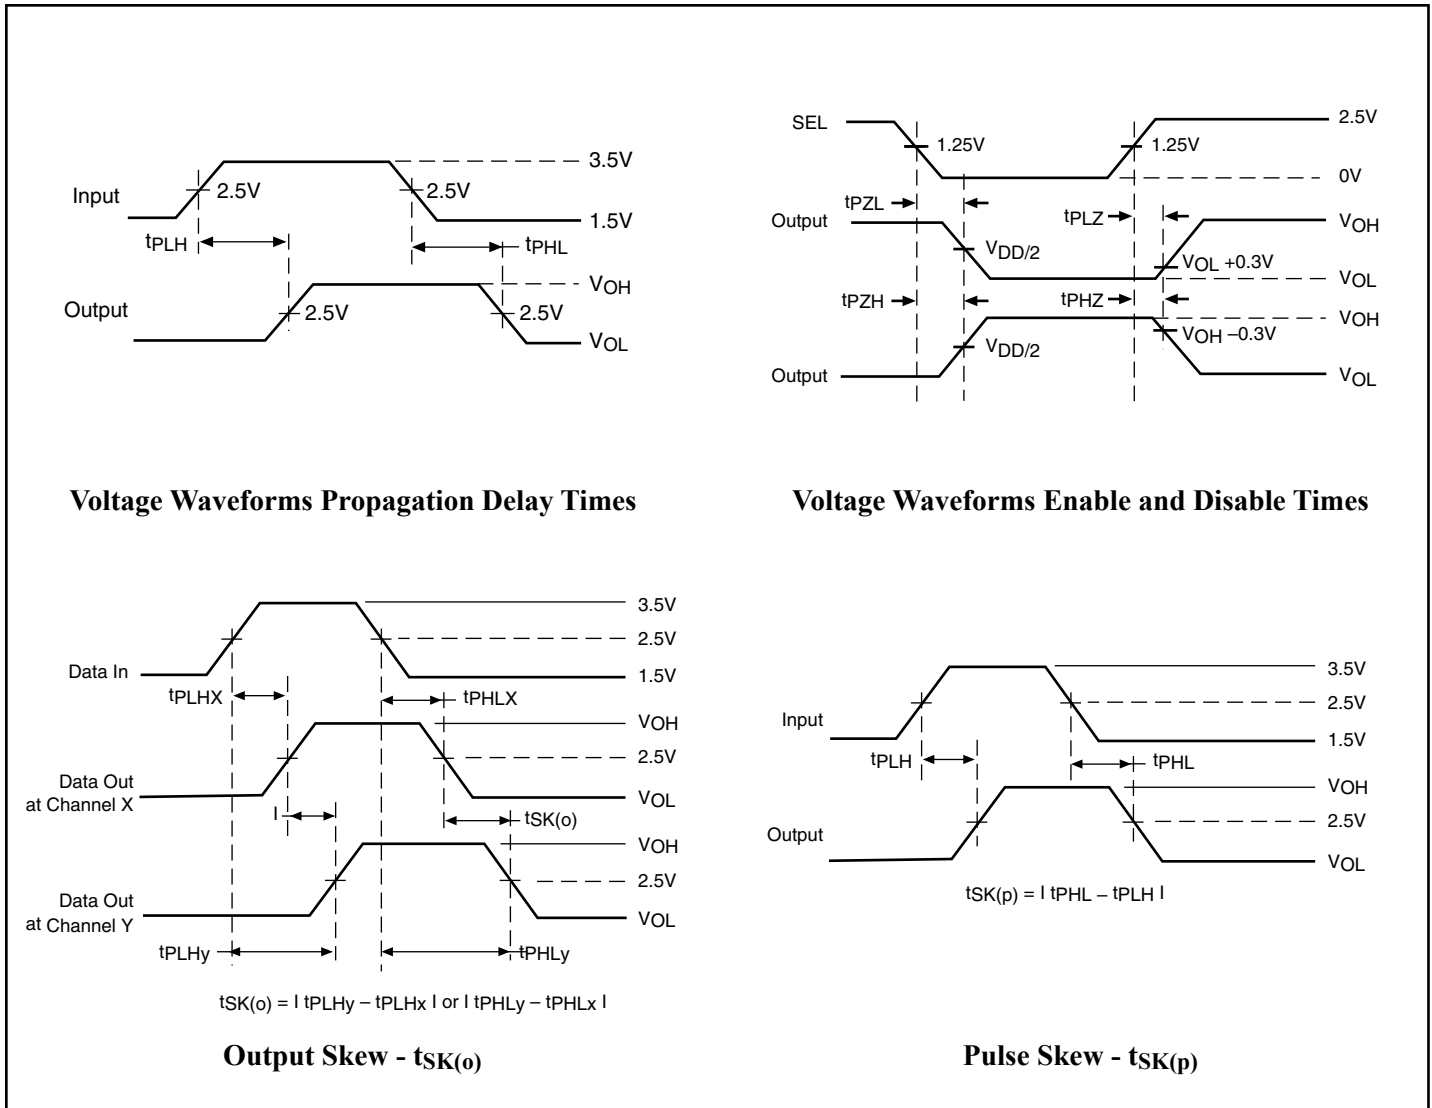 3.5V
Input
2.5V
2.5V
1.5V
tPLH
tPHL
VOH
Output
2.5V
2.5V
VOL
Voltage Waveforms Propagation Delay Times
SEL
2.5V
1.25V
1.25V
0V
tPZL
tPLZ
Output
VOH
VDD/2
VOL +0.3V
VOL
tPZH
tPHZ
VOH
VDD/2
VOH –0.3V
Output
VOL
Voltage Waveforms Enable and Disable Times
3.5V
2.5V
Data In
1.5V
tPLHX
tPHLX
VOH
2.5V
Data Out
at Channel X
VOL
I
tSK(o)
VOH
2.5V
Data Out
at Channel Y
VOL
tPLHy
tPHLy
tSK(o) = I tPLHy – tPLHx I or I tPHLy – tPHLx I
Output Skew - tSK(o)
3.5V
2.5V
Input
1.5V
tPLH
tPHL
VOH
2.5V
Output
VOL
tSK(p) = I tPHL – tPLH I
Pulse Skew - tSK(p)